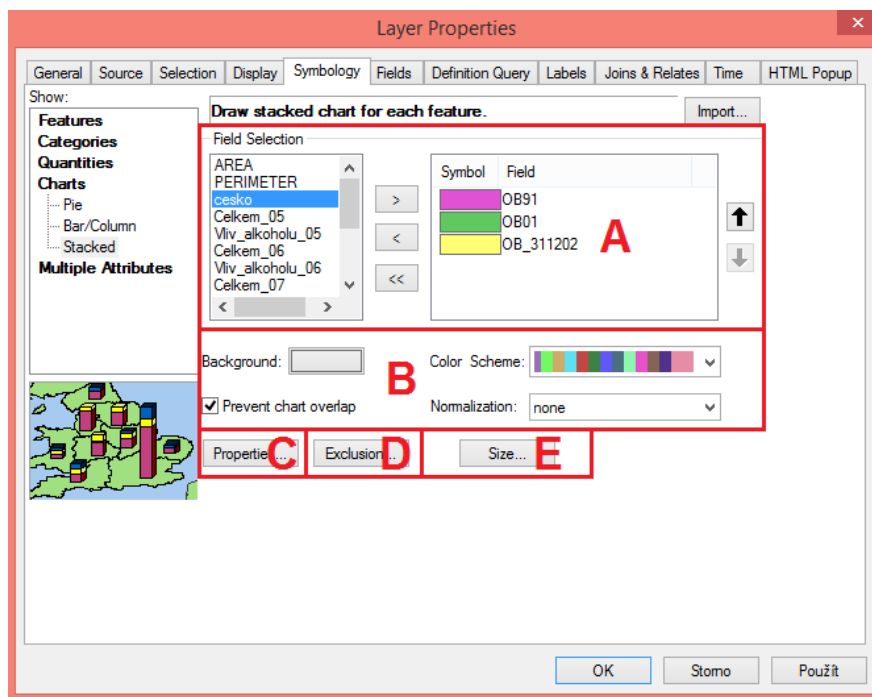 Layer Properties
×
General Source Selection Display Symbology Fields Definition Query Labels Joins & Relates Time HTML Popup
Show:
Features
Categories
Quantities
Charts
Pie
Bar/Column
Stacked
Multiple Attributes
Draw stacked chart for each feature.
Import...
Field Selection
AREA
PERIMETER
cesko
Celkem_05
Vliv_alkoholu_05
Celkem_06
Vliv_alkoholu_06
Celkem_07
>
<
<<
Symbol Field
OB91
OB01
OB_311202
A
Background:
Color Scheme:
B
Prevent chart overlap
Normalization: none
Properties... C
Exclusion... D
Size... E
OK Storno Použít